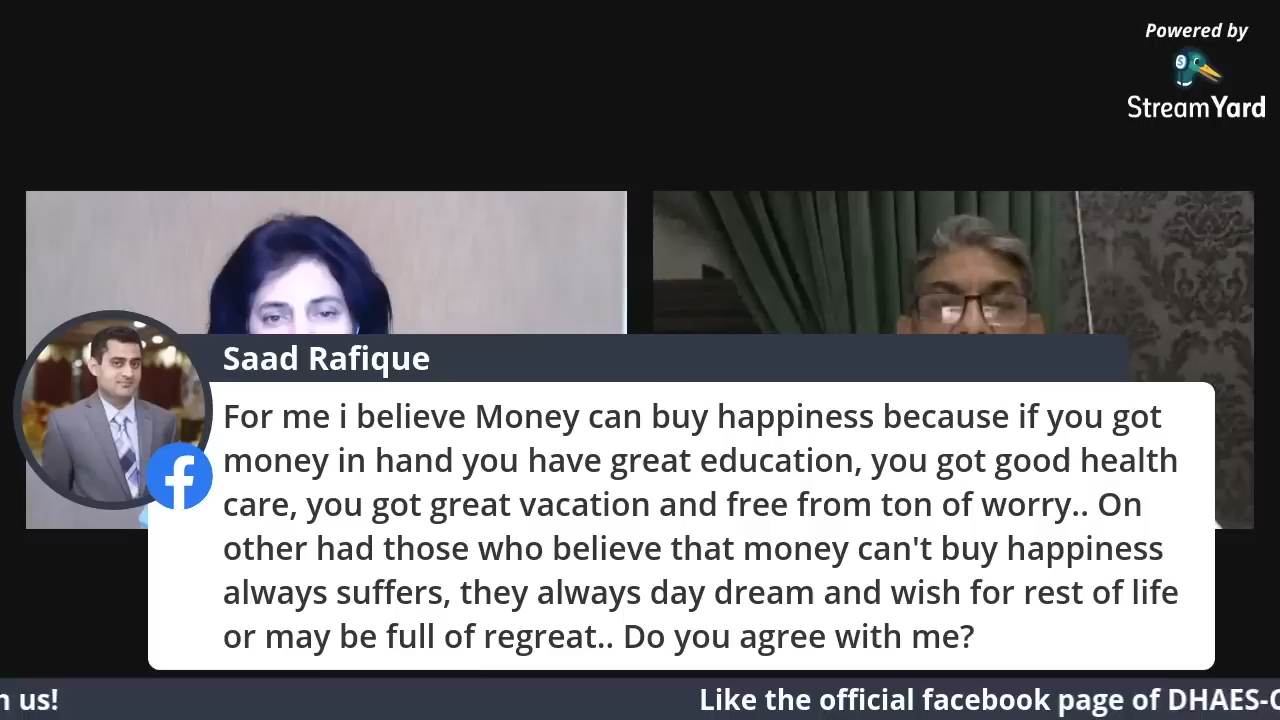 Powered by
StreamYard
Saad Rafique
For me i believe Money can buy happiness because if you got
money in hand you have great education, you got good health
care, you got great vacation and free from ton of worry.. On
other had those who believe that money can't buy happiness
always suffers, they always day dream and wish for rest of life
or may be full of regreat.. Do you agree with me?
us! Like the official facebook page of